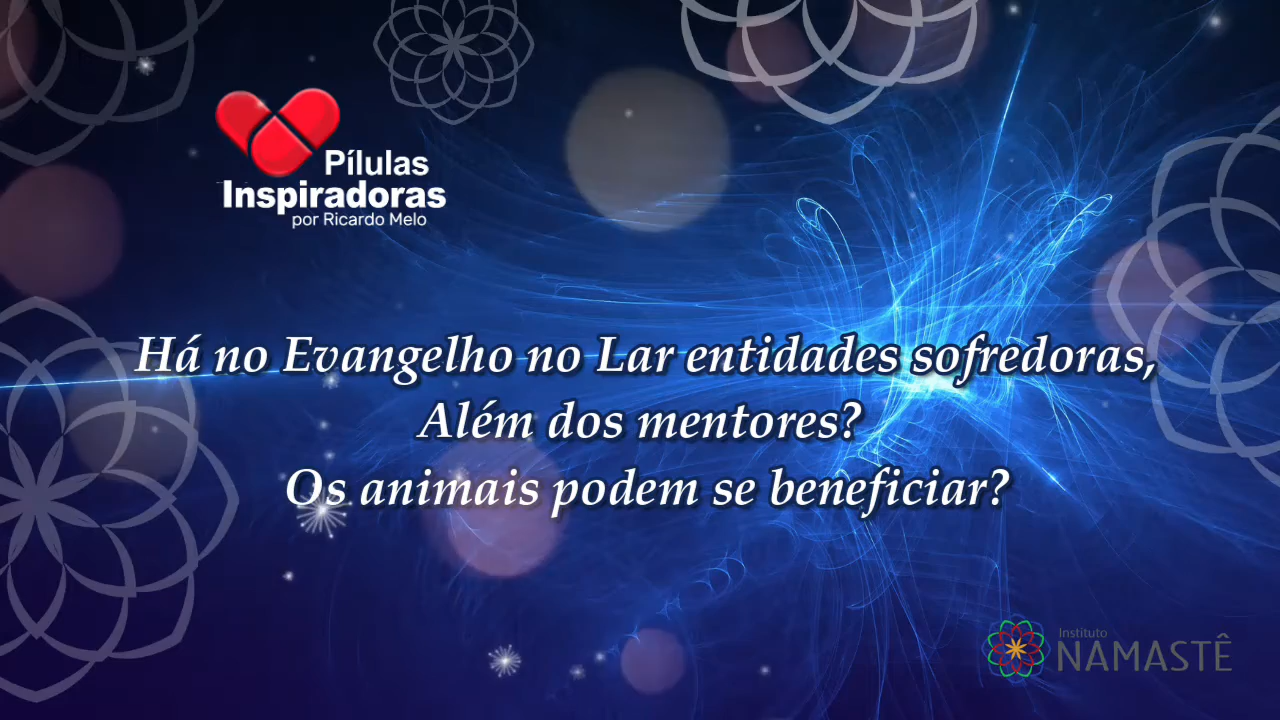 Pílulas
Inspiradoras
por Ricardo Melo
Há no Evangelho no Lar entidades sofredoras,
Além dos mentores?
Os animais podem se beneficiar?
Instituto
NAMASTÊ